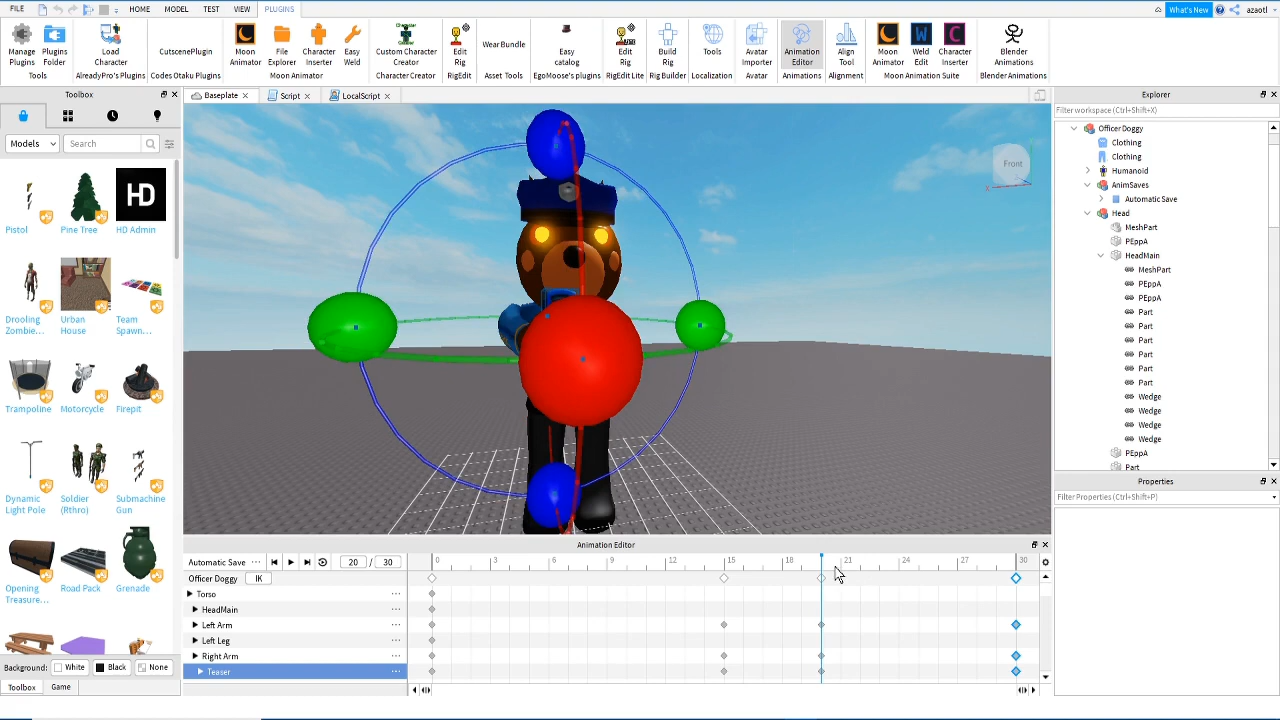 FILE HOME MODEL TEST VIEW PLUGINS What's New azaotl
Manage Plugins
Plugins Folder
Tools
Load Character
AlreadyPro's Plugins
CutscenePlugin
Codes Otaku Plugins
Moon Animator
File Explorer
Character Inserter
Easy Weld
Moon Animator
Custom Character Creator
CharacterCreator
Edit Rig
RigEdit
Wear Bundle
Asset Tools
Easy catalog
EgoMoose's plugins
Edit Rig
RigEdit Lite
Build Rig
Rig Builder
Tools
Localization
Avatar Importer
Avatar
Animation Editor
Animations
Align Tool
Alignment
Moon Animator
Weld Edit
Character Inserter
Moon Animation Suite
Blender Animations
Blender Animations
Toolbox
Baseplate
Script
LocalScript
Explorer
Models
Search
Filter workspace (Ctrl+Shift+X)
Pistol
Pine Tree
HD
HD Admin
Drooling Zombie...
Urban House
Team Spawn...
Trampoline
Motorcycle
Firepit
Dynamic Light Pole
Soldier (Rthro)
Submachine Gun
Opening Treasure...
Road Pack
Grenade
Background: White Black None
Toolbox Game
Front
X
Officer Doggy
Clothing
Clothing
Humanoid
AnimSaves
Automatic Save
Head
MeshPart
PEppA
HeadMain
MeshPart
PEppA
PEppA
Part
Part
Part
Part
Part
Part
Wedge
Wedge
Wedge
Wedge
PEppA
Part
Properties
Filter Properties (Ctrl+Shift+P)
Animation Editor
Automatic Save ... 20 / 30
0 3 6 9 12 15 18 21 24 27 30
Officer Doggy IK
Torso ...
HeadMain
Left Arm ...
Left Leg ...
Right Arm ...
Teaser ...